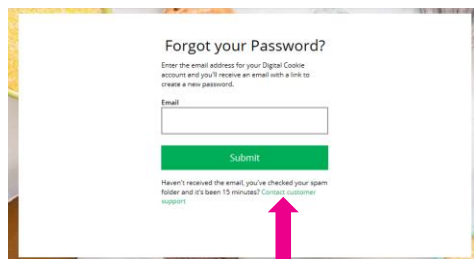 Forgot your Password?
Enter the email address for your Digital Cookie
account and you'll receive an email with a link to
create a new password.
Email
Submit
Haven't received the email, you've checked your spam
folder and it's been 15 minutes? Contact customer
support